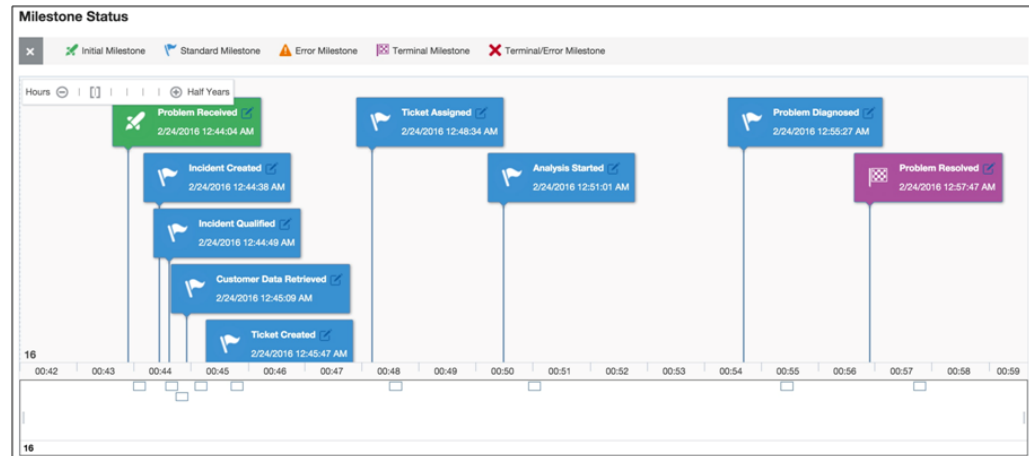 Milestone Status
Initial Milestone Standard Milestone Error Milestone Terminal Milestone Terminal/Error Milestone
Hours Half Years
Problem Received
2/24/2016 12:44:04 AM
Ticket Assigned
2/24/2016 12:48:34 AM
Problem Diagnosed
2/24/2016 12:55:27 AM
Incident Created
2/24/2016 12:44:38 AM
Analysis Started
2/24/2016 12:51:01 AM
Problem Resolved
2/24/2016 12:57:47 AM
Incident Qualified
2/24/2016 12:44:49 AM
Customer Data Retrieved
2/24/2016 12:45:09 AM
Ticket Created
2/24/2016 12:45:47 AM
16
00:42 00:43 00:44 00:45 00:46 00:47 00:48 00:49 00:50 00:51 00:52 00:53 00:54 00:55 00:56 00:57 00:58 00:59
16